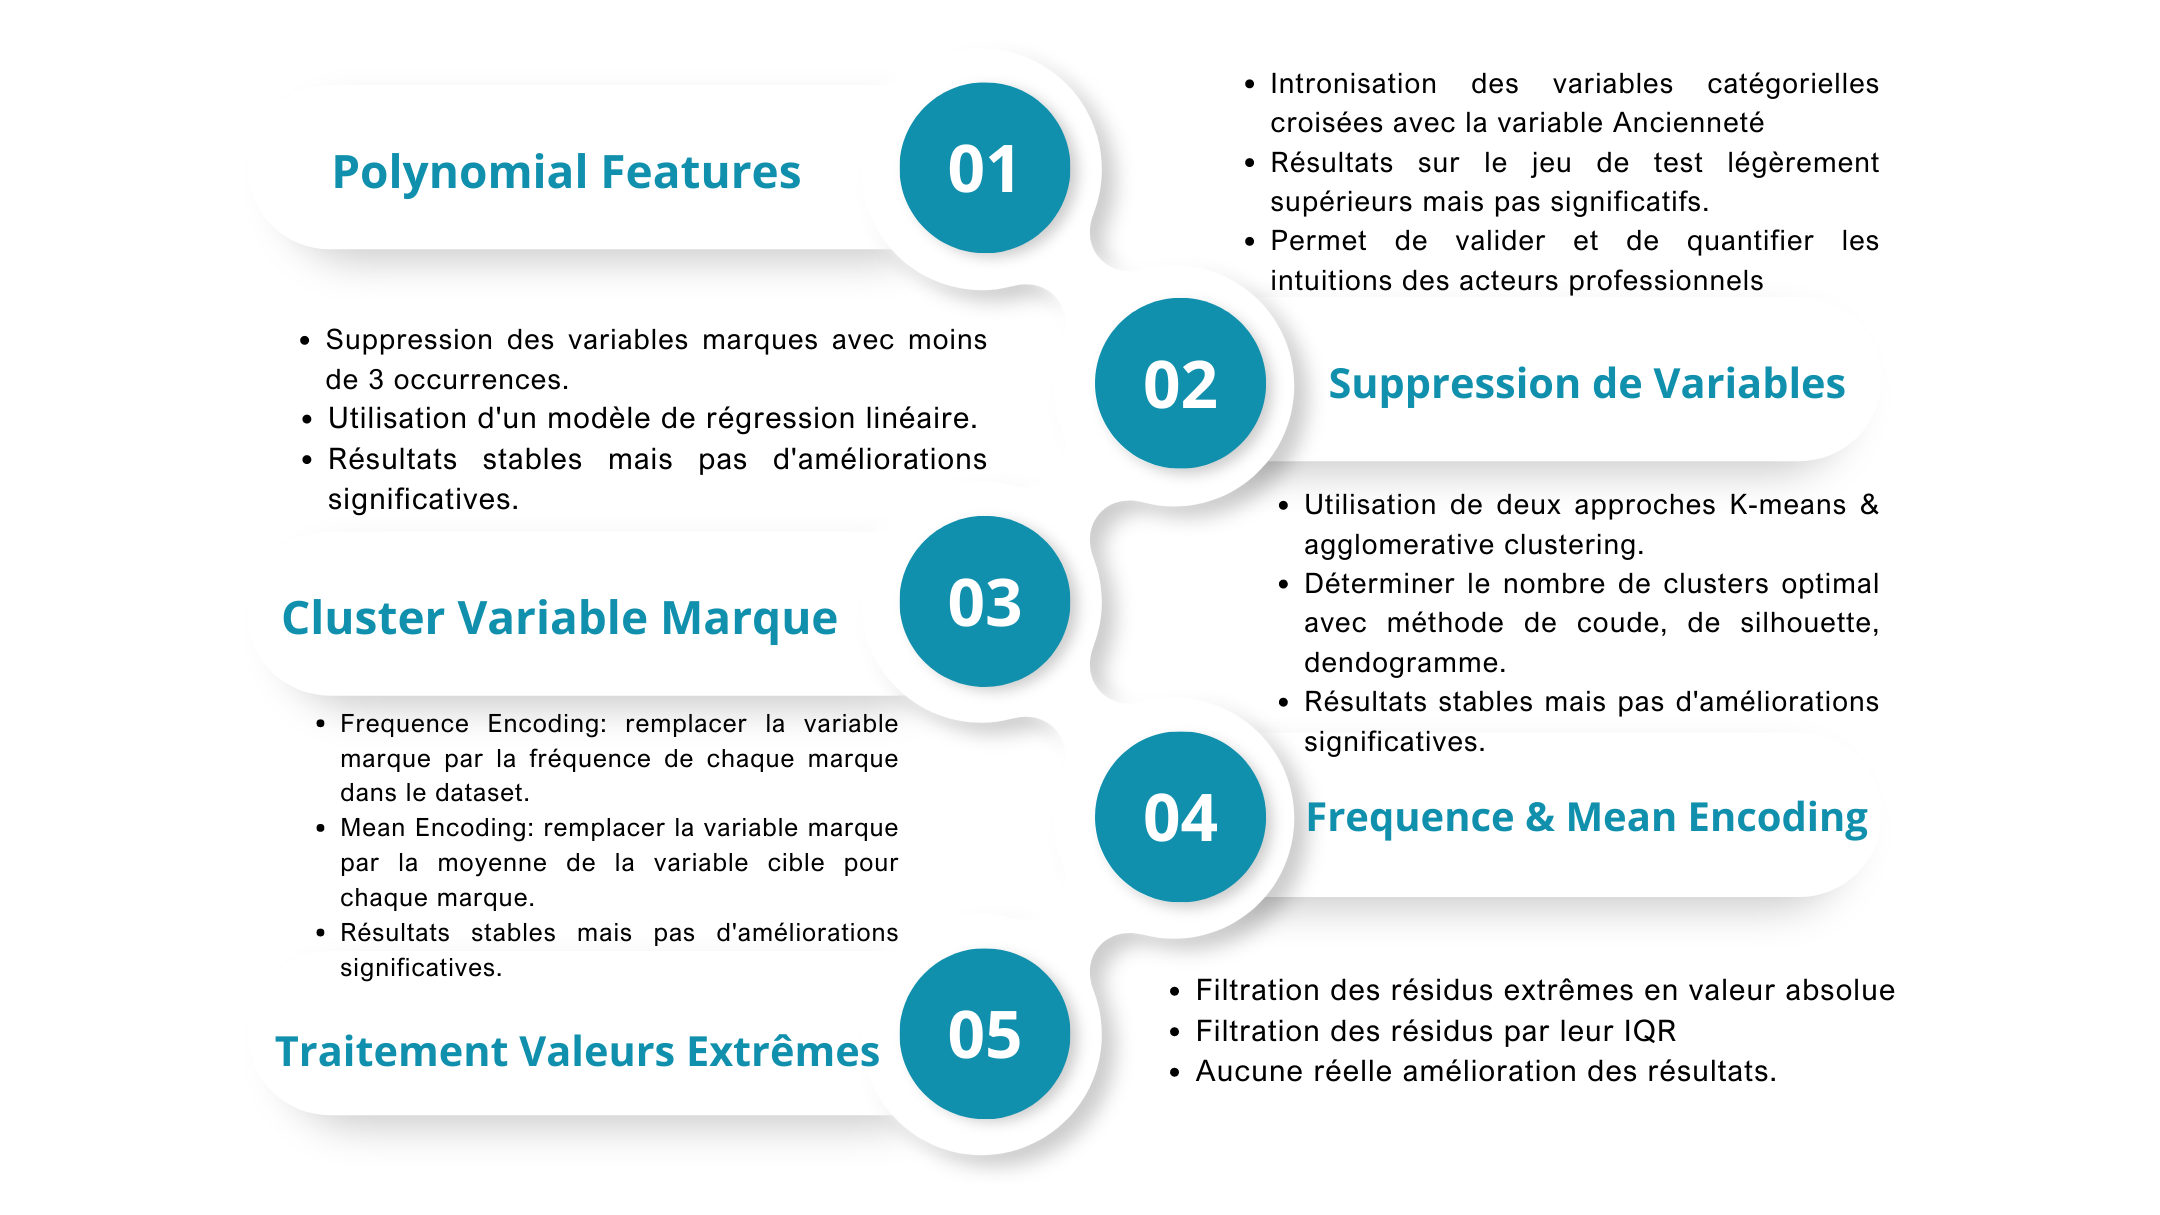 Polynomial Features
01
• Intronisation des variables catégorielles
croisées avec la variable Ancienneté
• Résultats sur le jeu de test légèrement
supérieurs mais pas significatifs.
• Permet de valider et de quantifier les
intuitions des acteurs professionnels
02
Suppression de Variables
• Suppression des variables marques avec moins
de 3 occurrences.
• Utilisation d'un modèle de régression linéaire.
• Résultats stables mais pas d'améliorations
significatives.
Cluster Variable Marque
03
• Utilisation de deux approches K-means &
agglomerative clustering.
• Déterminer le nombre de clusters optimal
avec méthode de coude, de silhouette,
dendogramme.
• Résultats stables mais pas d'améliorations
significatives.
04
Frequence & Mean Encoding
• Frequence Encoding: remplacer la variable
marque par la fréquence de chaque marque
dans le dataset.
• Mean Encoding: remplacer la variable marque
par la moyenne de la variable cible pour
chaque marque.
• Résultats stables mais pas d'améliorations
significatives.
Traitement Valeurs Extrêmes
05
• Filtration des résidus extrêmes en valeur absolue
• Filtration des résidus par leur IQR
• Aucune réelle amélioration des résultats.